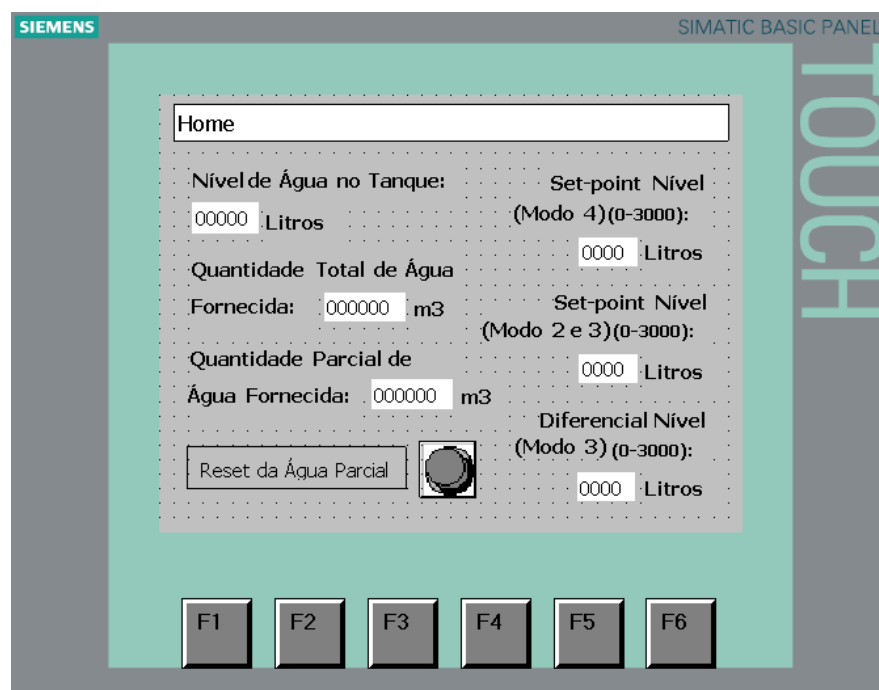 SIEMENS
SIMATIC BASIC PANEL
TOUCH
Home
Nível de Água no Tanque:
00000 Litros
Quantidade Total de Água
Fornecida: 000000 m3
Quantidade Parcial de
Água Fornecida: 000000 m3
Reset da Água Parcial
Set-point Nível
(Modo 4)(0-3000):
0000 Litros
Set-point Nível
(Modo 2 e 3)(0-3000):
0000 Litros
Diferencial Nível
(Modo 3) (0-3000):
0000 Litros
F1 F2 F3 F4 F5 F6